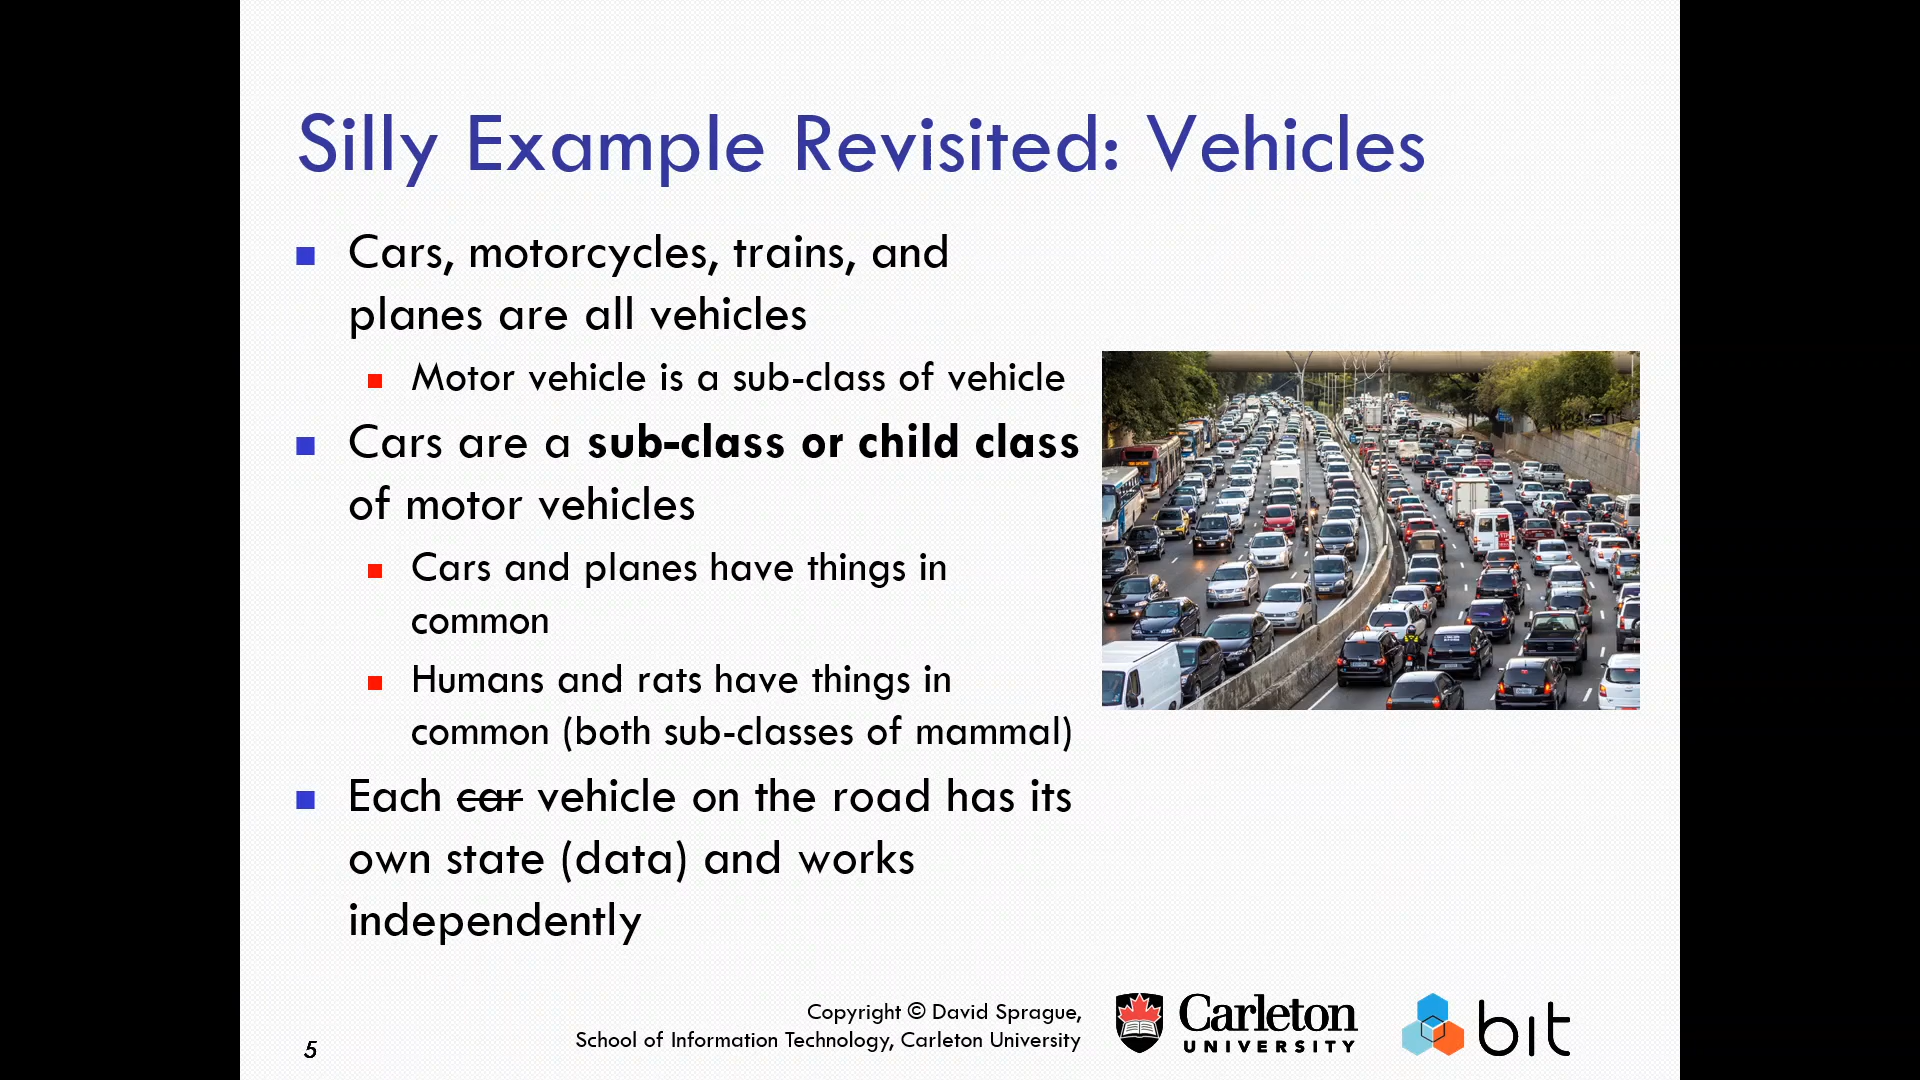 Silly Example Revisited: Vehicles
Cars, motorcycles, trains, and
planes are all vehicles
Motor vehicle is a sub-class of vehicle
Cars are a sub-class or child class
of motor vehicles
Cars and planes have things in
common
Humans and rats have things in
common (both sub-classes of mammal)
Each car vehicle on the road has its
own state (data) and works
independently
Copyright © David Sprague,
School of Information Technology, Carleton University
5
Carleton
UNIVERSITY
bit